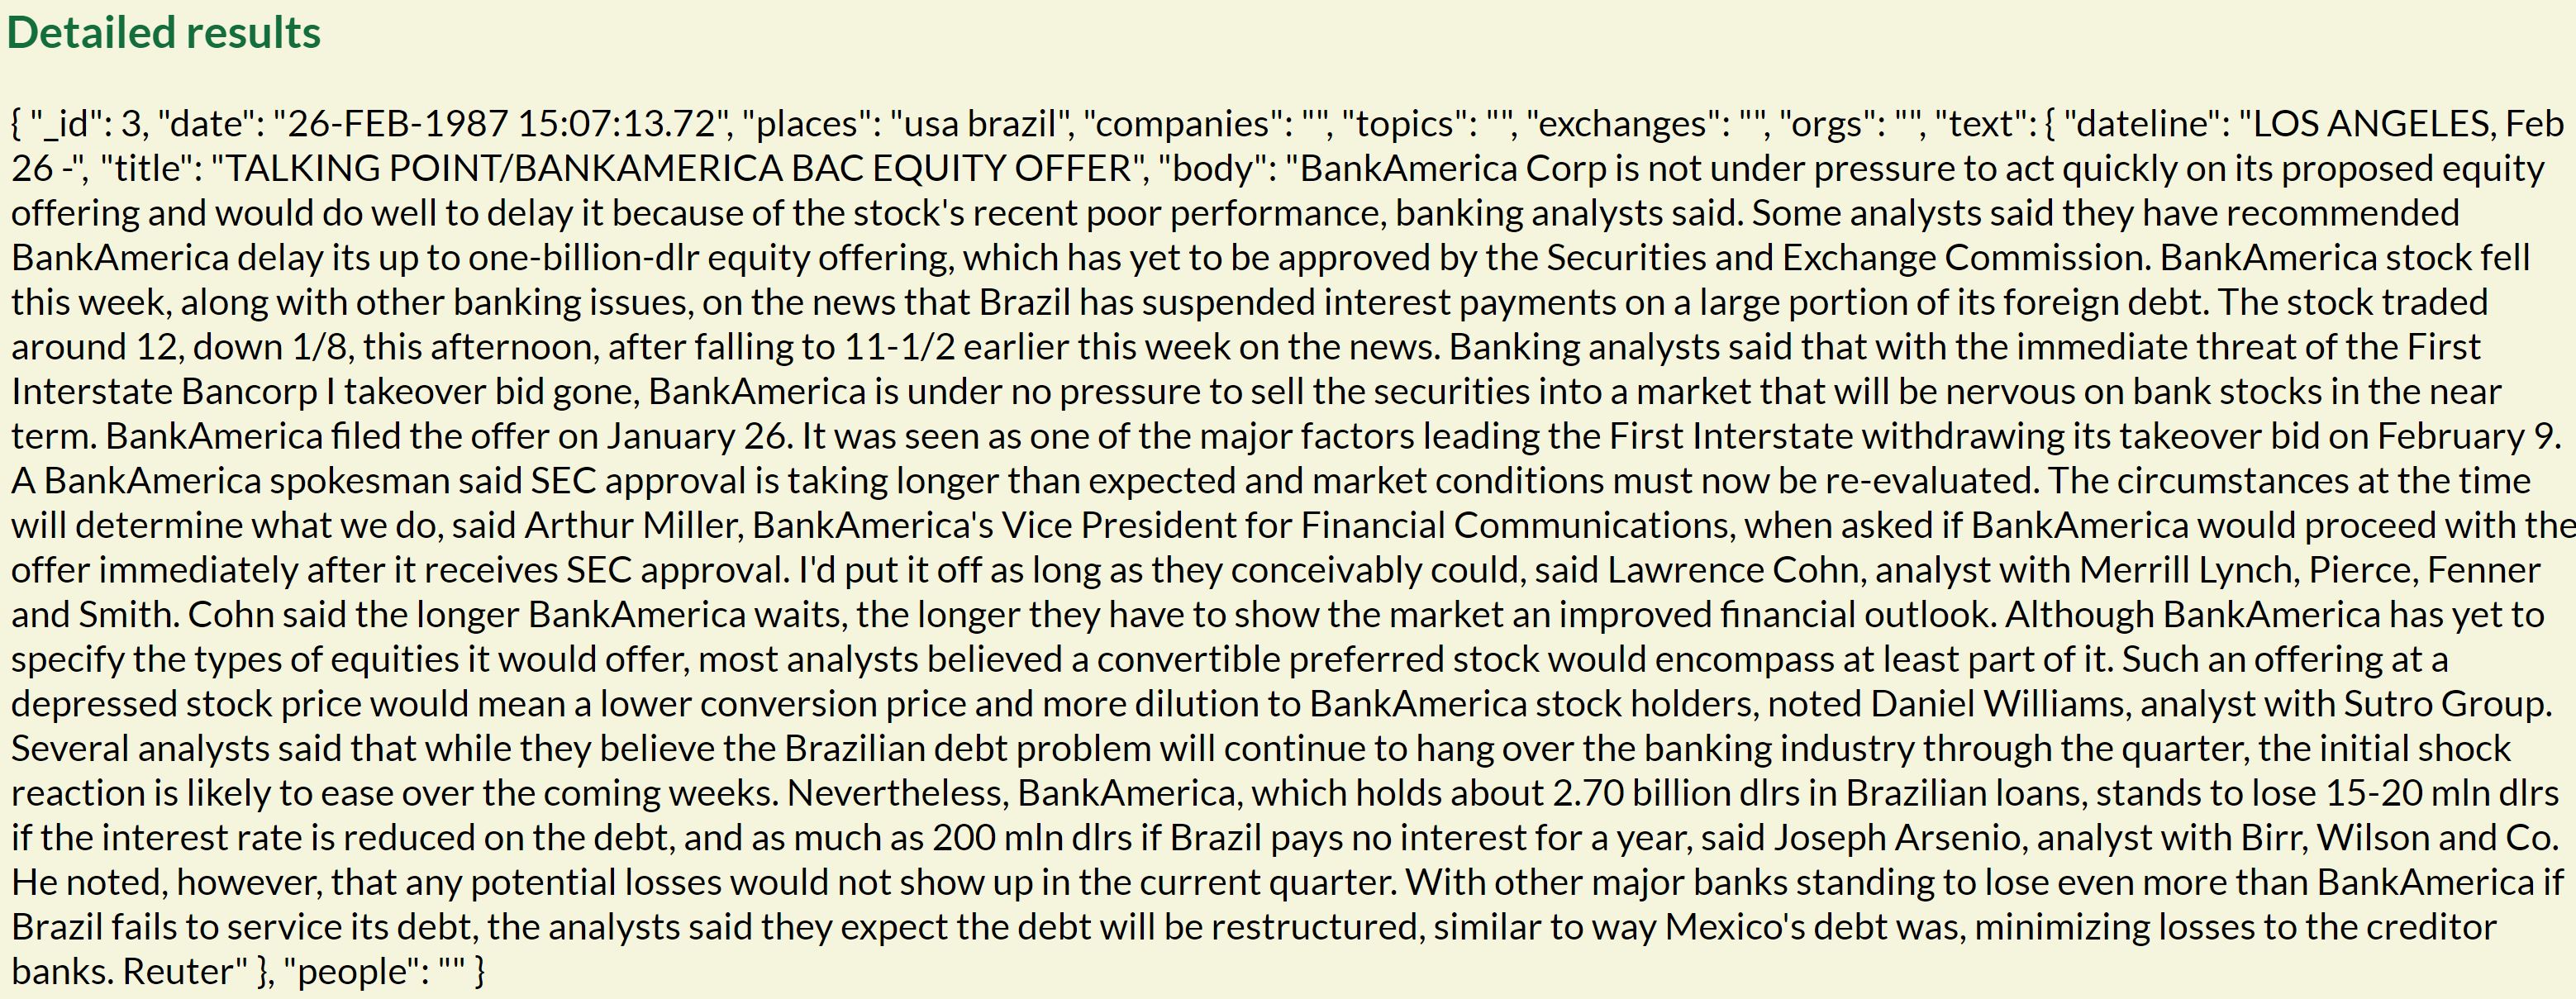 Detailed results
{ "_id": 3, "date": "26-FEB-1987 15:07:13.72", "places": "usa brazil", "companies": "", "topics": "", "exchanges": "", "orgs": "", "text": { "dateline": "LOS ANGELES, Feb
26 -", "title": "TALKING POINT/BANKAMERICA BAC EQUITY OFFER", "body": "BankAmerica Corp is not under pressure to act quickly on its proposed equity
offering and would do well to delay it because of the stock's recent poor performance, banking analysts said. Some analysts said they have recommended
BankAmerica delay its up to one-billion-dlr equity offering, which has yet to be approved by the Securities and Exchange Commission. BankAmerica stock fell
this week, along with other banking issues, on the news that Brazil has suspended interest payments on a large portion of its foreign debt. The stock traded
around 12, down 1/8, this afternoon, after falling to 11-1/2 earlier this week on the news. Banking analysts said that with the immediate threat of the First
Interstate Bancorp I takeover bid gone, BankAmerica is under no pressure to sell the securities into a market that will be nervous on bank stocks in the near
term. BankAmerica filed the offer on January 26. It was seen as one of the major factors leading the First Interstate withdrawing its takeover bid on February 9.
A BankAmerica spokesman said SEC approval is taking longer than expected and market conditions must now be re-evaluated. The circumstances at the time
will determine what we do, said Arthur Miller, BankAmerica's Vice President for Financial Communications, when asked if BankAmerica would proceed with the
offer immediately after it receives SEC approval. I'd put it off as long as they conceivably could, said Lawrence Cohn, analyst with Merrill Lynch, Pierce, Fenner
and Smith. Cohn said the longer BankAmerica waits, the longer they have to show the market an improved financial outlook. Although BankAmerica has yet to
specify the types of equities it would offer, most analysts believed a convertible preferred stock would encompass at least part of it. Such an offering at a
depressed stock price would mean a lower conversion price and more dilution to BankAmerica stock holders, noted Daniel Williams, analyst with Sutro Group.
Several analysts said that while they believe the Brazilian debt problem will continue to hang over the banking industry through the quarter, the initial shock
reaction is likely to ease over the coming weeks. Nevertheless, BankAmerica, which holds about 2.70 billion dlrs in Brazilian loans, stands to lose 15-20 mln dlrs
if the interest rate is reduced on the debt, and as much as 200 mln dlrs if Brazil pays no interest for a year, said Joseph Arsenio, analyst with Birr, Wilson and Co.
He noted, however, that any potential losses would not show up in the current quarter. With other major banks standing to lose even more than BankAmerica if
Brazil fails to service its debt, the analysts said they expect the debt will be restructured, similar to way Mexico's debt was, minimizing losses to the creditor
banks. Reuter" }, "people": "" }